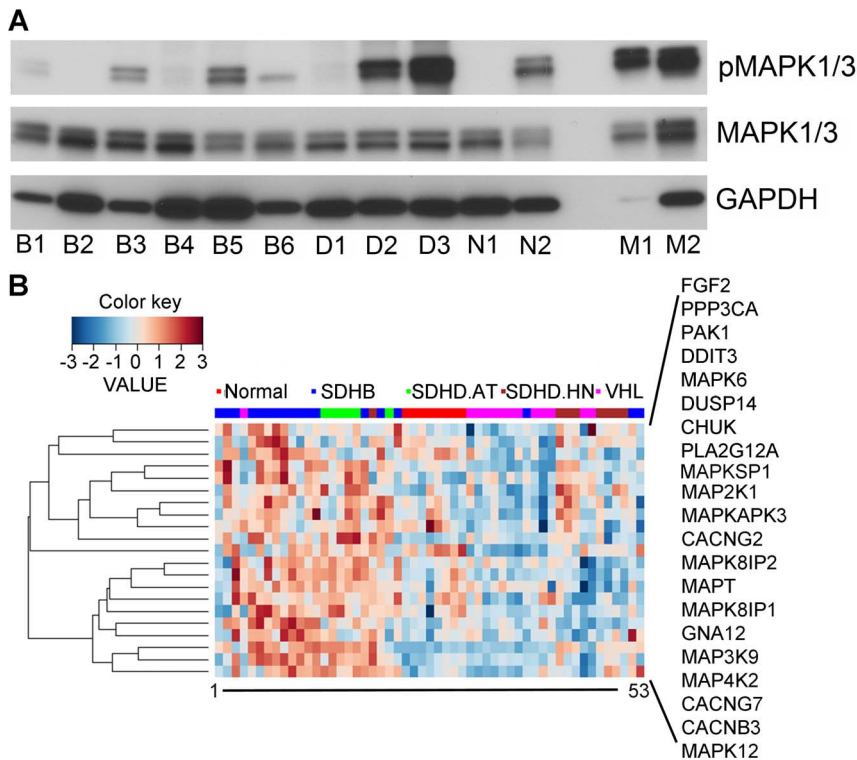 A
pMAPK1/3
MAPK1/3
GAPDH
B1 B2 B3 B4 B5 B6 D1 D2 D3 N1 N2 M1 M2
B
Color key
-3 -2 -1 0 1 2 3
VALUE
Normal SDHB SDHD.AT SDHD.HN VHL
1 53
FGF2
PPP3CA
PAK1
DDIT3
MAPK6
DUSP14
CHUK
PLA2G12A
MAPKSP1
MAP2K1
MAPKAPK3
CACNG2
MAPK8IP2
MAPT
MAPK8IP1
GNA12
MAP3K9
MAP4K2
CACNG7
CACNB3
MAPK12